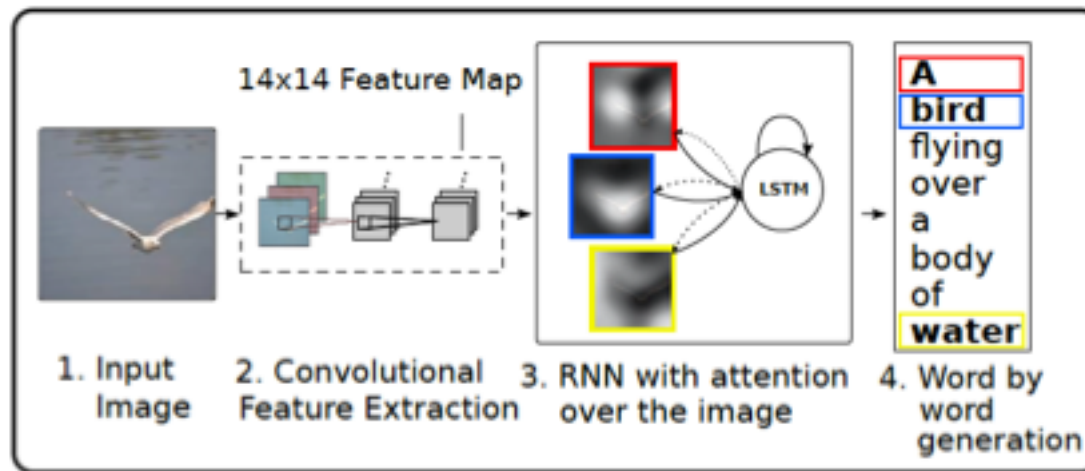 14x14 Feature Map
LSTM
A
bird
flying
over
a
body
of
water
1. Input
Image
2. Convolutional
Feature Extraction
3. RNN with attention
over the image
4. Word by
word
generation